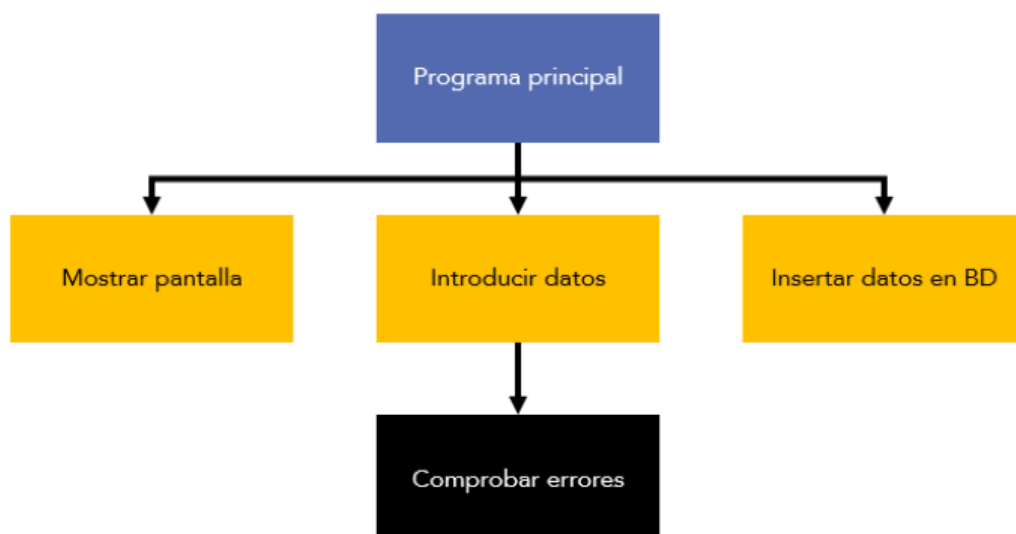 Programa principal
Mostrar pantalla
Introducir datos
Insertar datos en BD
Comprobar errores